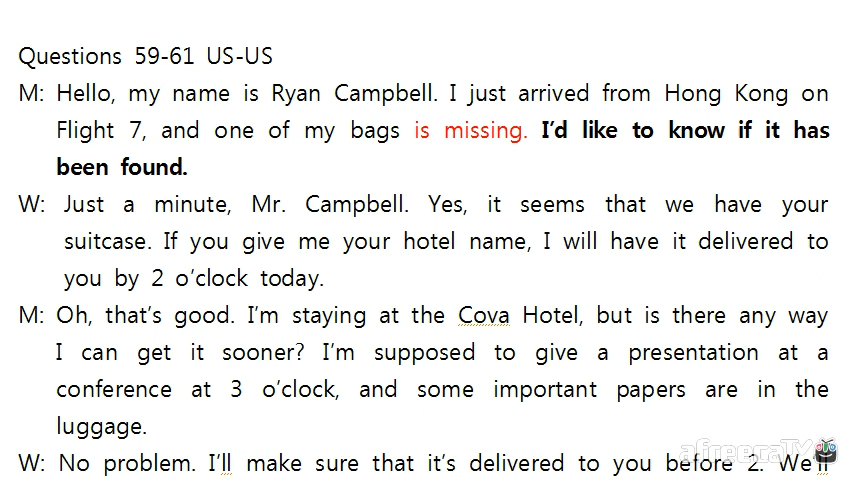 Questions 59-61 US-US
M: Hello, my name is Ryan Campbell. I just arrived from Hong Kong on
Flight 7, and one of my bags is missing. I'd like to know if it has
been found.
W: Just a minute, Mr. Campbell. Yes, it seems that we have your
suitcase. If you give me your hotel name, I will have it delivered to
you by 2 o'clock today.
M: Oh, that's good. I'm staying at the Cova Hotel, but is there any way
I can get it sooner? I'm supposed to give a presentation at a
conference at 3 o'clock, and some important papers are in the
luggage.
afreecaTV
W: No problem. I'll make sure that it's delivered to you before 2. We'll